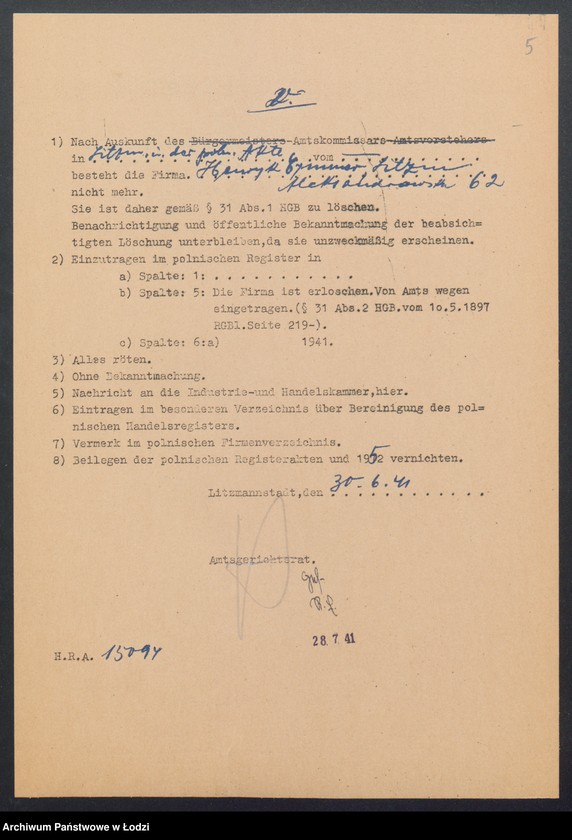 5
V.
1) Nach Auskunft des Bürgermeisters-Amtskommissars-Amtsvorstehers
in Litzm. in der poln. Akte vom
besteht die Firma. Henryk Litzm
nicht mehr. Aleksandrowska 62
Sie ist daher gemäß § 31 Abs.1 HGB zu löschen.
Benachrichtigung und öffentliche Bekanntmachung der beabsich=
tigten Löschung unterbleiben,da sie unzweckmäßig erscheinen.
2) Einzutragen im polnischen Register in
a) Spalte: 1: . . . . . . . . . . . .
b) Spalte: 5: Die Firma ist erloschen.Von Amts wegen
eingetragen.(§ 31 Abs.2 HGB.vom 1o.5.1897
RGBl.Seite 219-).
c) Spalte: 6:a) 1941.
3) Alles röten.
4) Ohne Bekanntmachung.
5) Nachricht an die Industrie-und Handelskammer,hier.
6) Eintragen im besonderen Verzeichnis über Bereinigung des pol=
nischen Handelsregisters.
7) Vermerk im polnischen Firmenverzeichnis.
8) Beilegen der polnischen Registerakten und 1952 vernichten.
Litzmannstadt,den 30.6.41
Amtsgerichtsrat.
28. 7. 41
H.R.A. 15094
Archiwum Państwowe w Łodzi